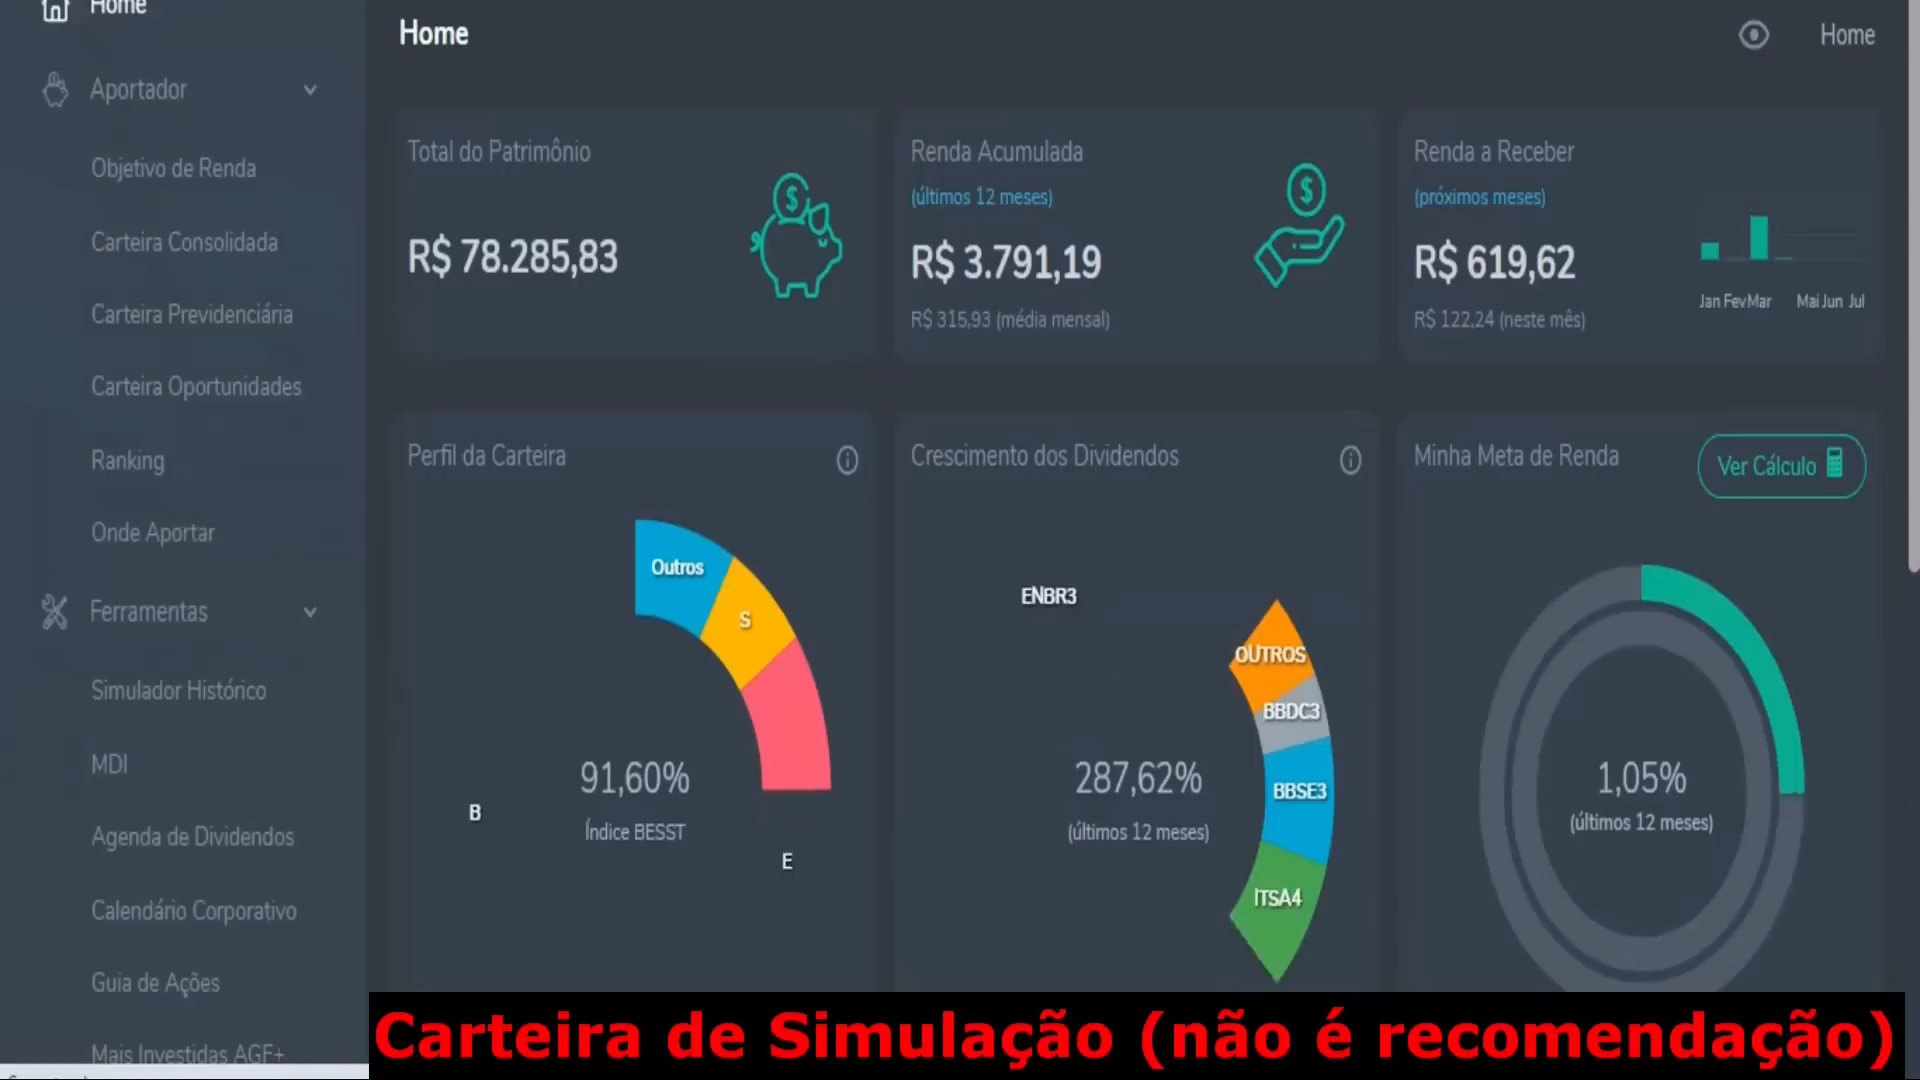 Home
Aportador
Objetivo de Renda
Carteira Consolidada
Carteira Previdenciária
Carteira Oportunidades
Ranking
Onde Aportar
Ferramentas
Simulador Histórico
MDI
Agenda de Dividendos
Calendário Corporativo
Guia de Ações
Mais Investidas AGF+
Home
Home
Total do Patrimônio
R$ 78.285,83
Renda Acumulada
(últimos 12 meses)
R$ 3.791,19
R$ 315,93 (média mensal)
Renda a Receber
(próximos meses)
R$ 619,62
R$ 122,24 (neste mês)
Jan Fev Mar Mai Jun Jul
Perfil da Carteira
Outros
S
B
E
91,60%
Índice BESST
Crescimento dos Dividendos
ENBR3
OUTROS
BBDC3
BBSE3
ITSA4
287,62%
(últimos 12 meses)
Minha Meta de Renda
Ver Cálculo
1,05%
(últimos 12 meses)
Carteira de Simulação (não é recomendação)